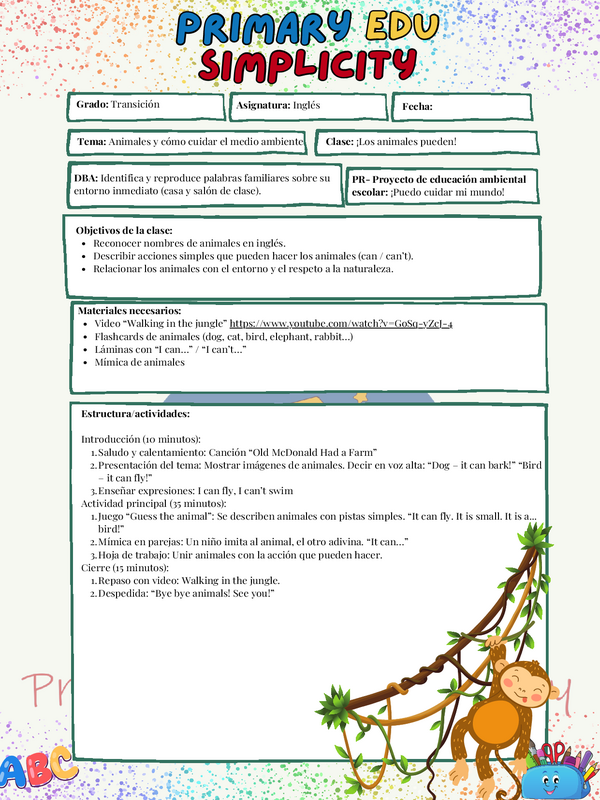 PRIMARY EDU
SIMPLICITY
Grado: Transición
Asignatura: Inglés
Fecha:
Tema: Animales y cómo cuidar el medio ambiente
Clase: ¡Los animales pueden!
DBA: Identifica y reproduce palabras familiares sobre su
entorno inmediato (casa y salón de clase).
PR- Proyecto de educación ambiental
escolar: ¡Puedo cuidar mi mundo!
Objetivos de la clase:
• Reconocer nombres de animales en inglés.
• Describir acciones simples que pueden hacer los animales (can / can't).
• Relacionar los animales con el entorno y el respeto a la naturaleza.
Materiales necesarios:
• Video “Walking in the jungle” https://www.youtube.com/watch?v=GoSq-yZcJ-4
• Flashcards de animales (dog, cat, bird, elephant, rabbit...)
• Láminas con “I can...” / “I can't...”
• Mímica de animales
Estructura/actividades:
Introducción (10 minutos):
1. Saludo y calentamiento: Canción “Old McDonald Had a Farm”
2. Presentación del tema: Mostrar imágenes de animales. Decir en voz alta: “Dog – it can bark!” “Bird
– it can fly!”
3. Enseñar expresiones: I can fly, I can't swim
Actividad principal (35 minutos):
1. Juego “Guess the animal”: Se describen animales con pistas simples. “It can fly. It is small. It is a...
bird!”
2. Mímica en parejas: Un niño imita al animal, el otro adivina. “It can...”
3. Hoja de trabajo: Unir animales con la acción que pueden hacer.
Cierre (15 minutos):
1. Repaso con video: Walking in the jungle.
2. Despedida: “Bye bye animals! See you!”
ABC